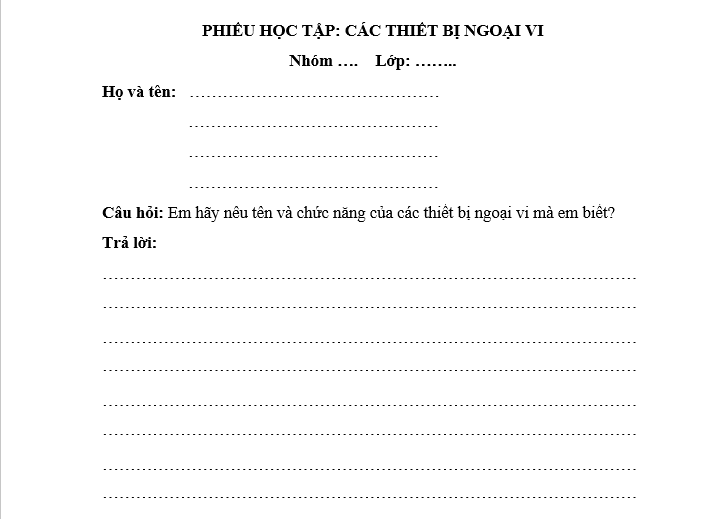 PHIẾU HỌC TẬP: CÁC THIẾT BỊ NGOẠI VI
Nhóm …. Lớp: ……..
Họ và tên: ………………………………………
………………………………………
………………………………………
………………………………………
Câu hỏi: Em hãy nêu tên và chức năng của các thiết bị ngoại vi mà em biết?
Trả lời:
……………………………………………………………………………………
……………………………………………………………………………………
……………………………………………………………………………………
……………………………………………………………………………………
……………………………………………………………………………………
……………………………………………………………………………………
……………………………………………………………………………………
……………………………………………………………………………………